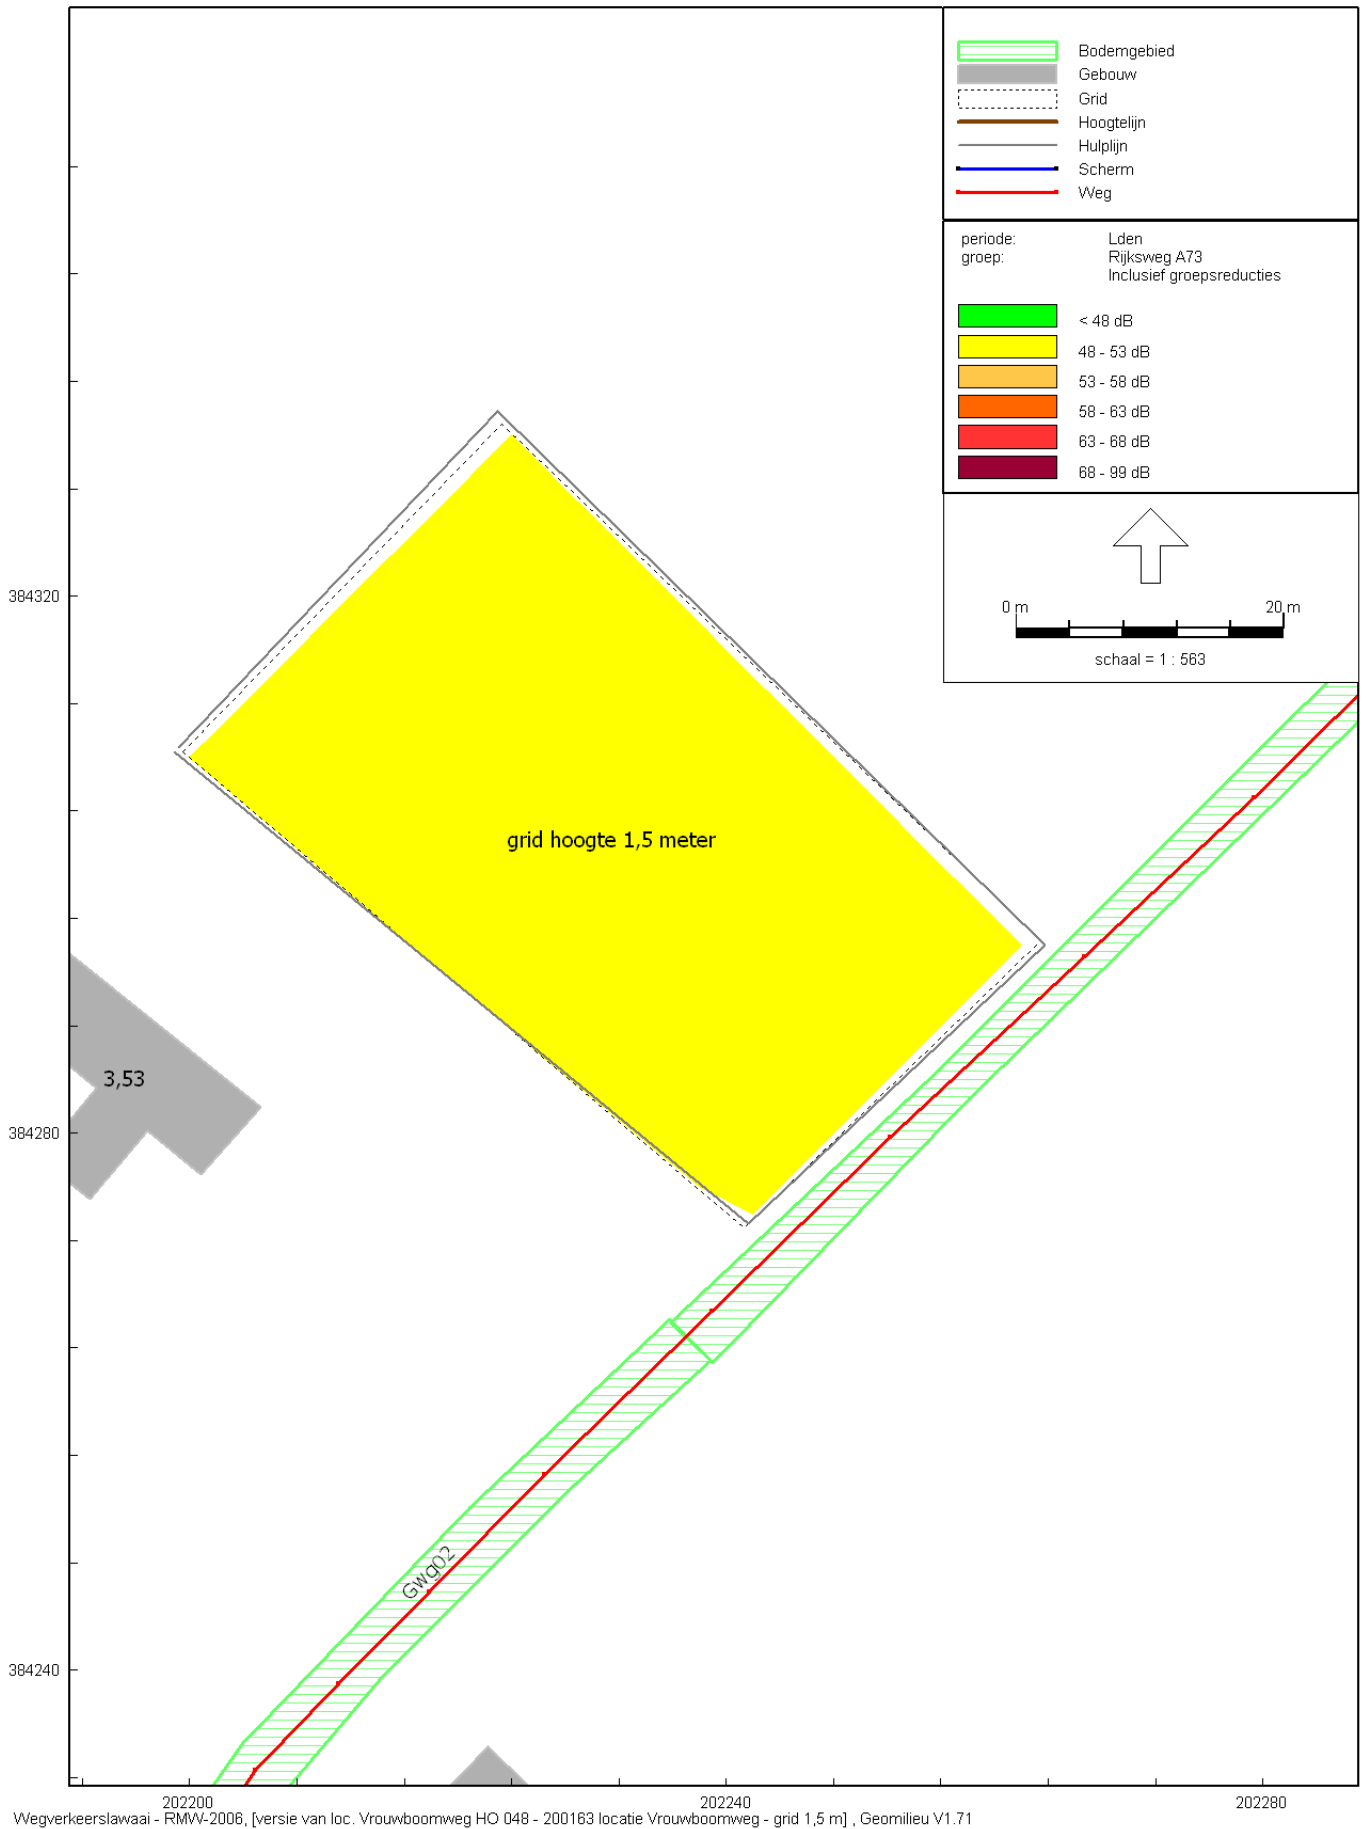 Bodemgebied
Gebouw
Grid
Hoogtelijn
Hulplijn
Scherm
Weg
periode: Lden
groep: Rijksweg A73
Inclusief groepsreducties
< 48 dB
48 - 53 dB
53 - 58 dB
58 - 63 dB
63 - 68 dB
68 - 99 dB
0 m 20 m
schaal = 1 : 563
384320
grid hoogte 1,5 meter
3,53
384280
Gwg02
384240
202200 202240 202280
Wegverkeerslawaai - RMW-2006, [versie van loc. Vrouwboomweg HO 048 - 200163 locatie Vrouwboomweg - grid 1,5 m] , Geomilieu V1.71